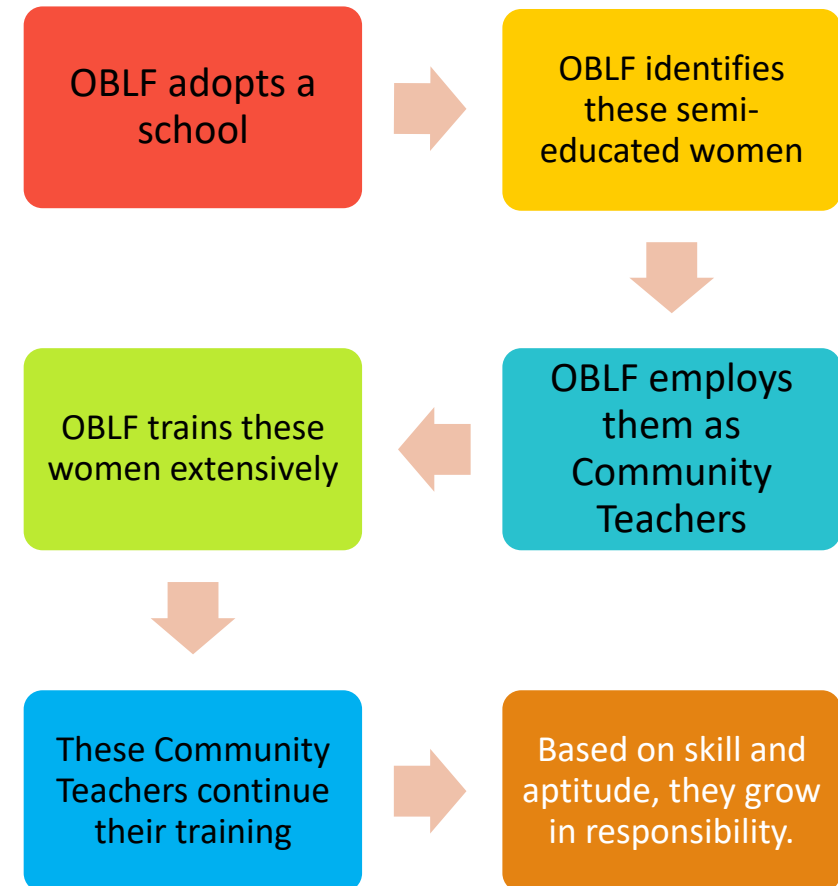 OBLF adopts a
school
OBLF identifies
these semi-
educated women
OBLF employs
them as
Community
Teachers
OBLF trains these
women extensively
These Community
Teachers continue
their training
Based on skill and
aptitude, they grow
in responsibility.